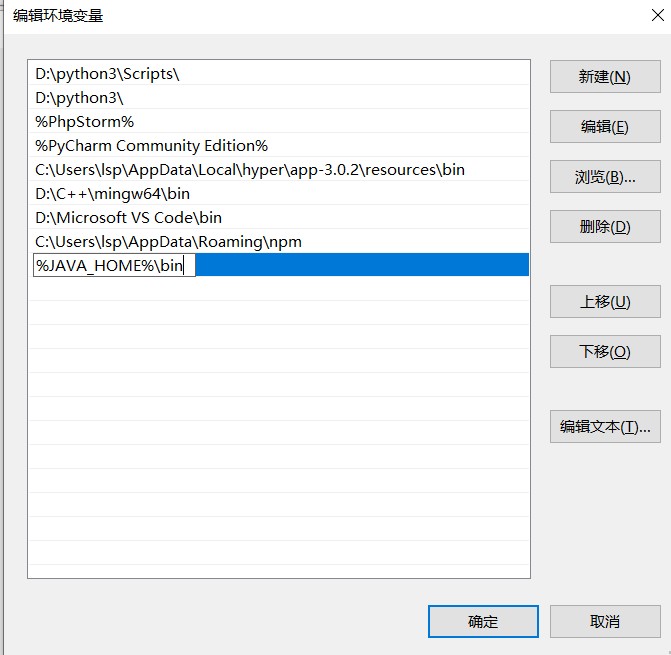 编辑环境变量
D:\python3\Scripts\
D:\python3\
%PhpStorm%
%PyCharm Community Edition%
C:\Users\lsp\AppData\Local\hyper\app-3.0.2\resources\bin
D:\C++\mingw64\bin
D:\Microsoft VS Code\bin
C:\Users\lsp\AppData\Roaming\npm
%JAVA_HOME%\bin
新建(N)
编辑(E)
浏览(B)...
删除(D)
上移(U)
下移(O)
编辑文本(T)...
确定
取消